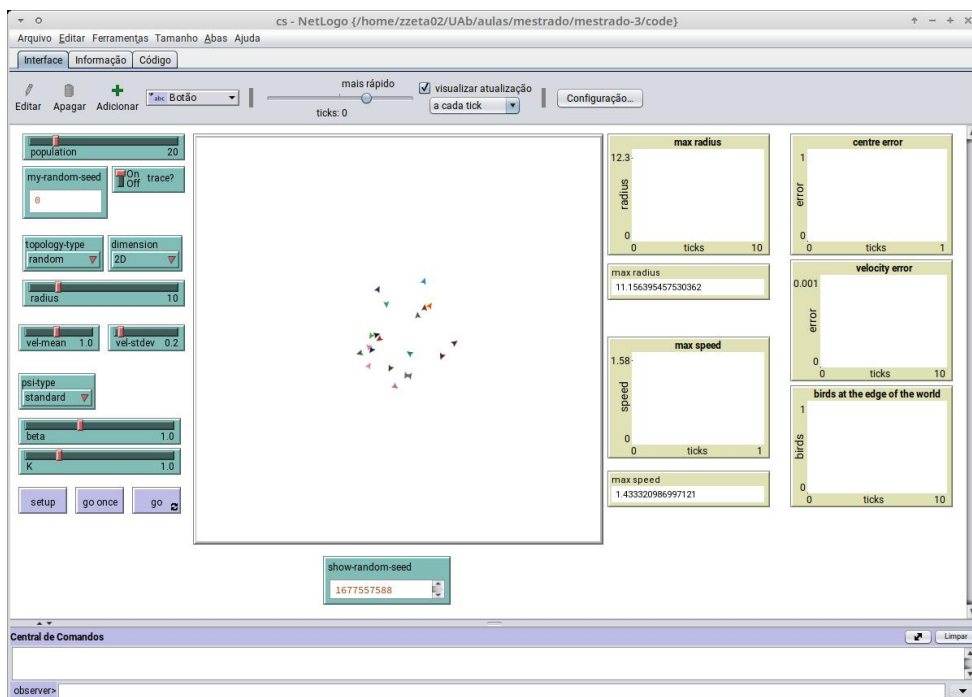 cs - NetLogo {/home/zzeta02/UAb/aulas/mestrado/mestrado-3/code}
Arquivo Editar Ferramentas Tamanho Abas Ajuda
Interface Informação Código
Editar Apagar Adicionar abc Botão
mais rápido
ticks: 0
visualizar atualização
a cada tick
Configuração...
population 20
my-random-seed
0
On
Off
trace?
topology-type
random
dimension
2D
radius 10
vel-mean 1.0
vel-stdev 0.2
psi-type
standard
beta 1.0
K 1.0
setup
go once
go
show-random-seed
1677557588
max radius
12.3
radius
0
0 ticks 10
max radius
11.156395457530362
max speed
1.58
speed
0
0 ticks 1
max speed
1.433320986997121
centre error
1
error
0
0 ticks 1
velocity error
0.001
error
0
0 ticks 10
birds at the edge of the world
1
birds
0
0 ticks 10
Central de Comandos
Limpar
observer>